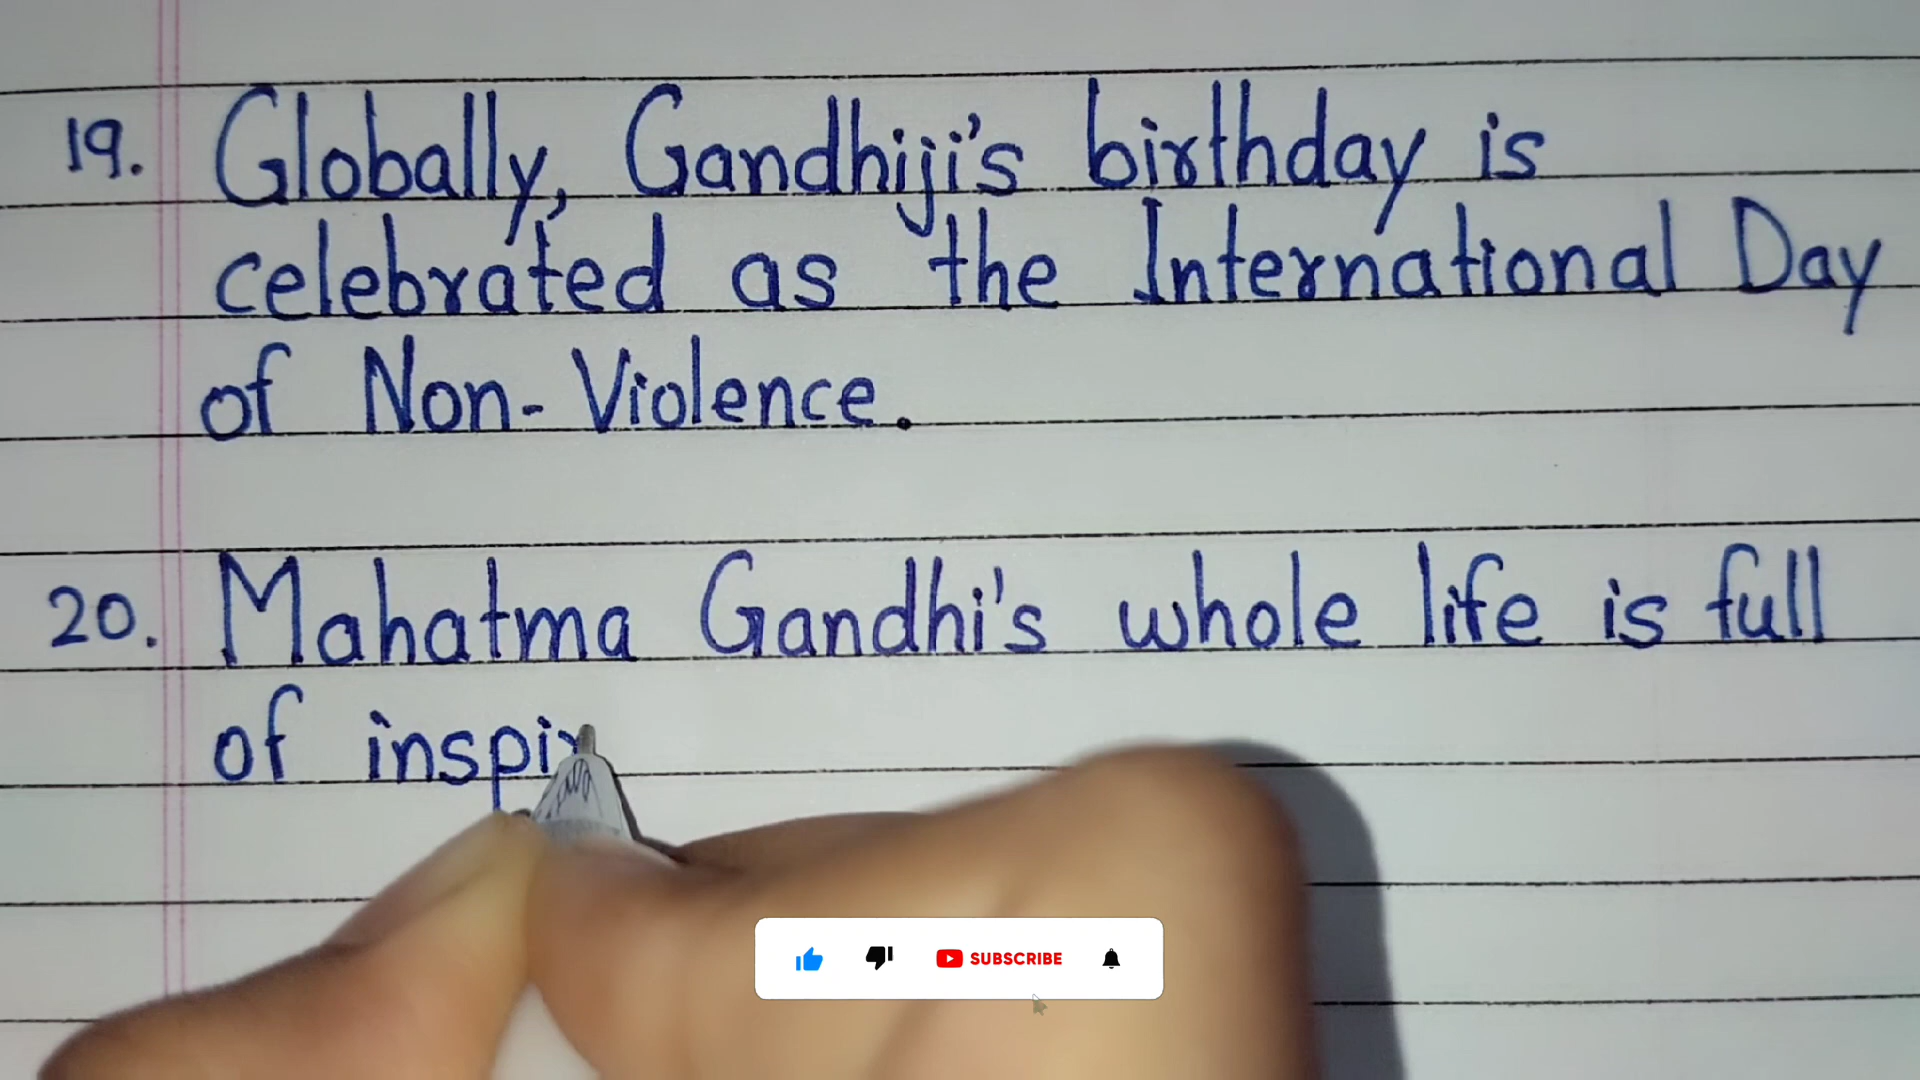 19. Globally, Gandhiji's birthday is
celebrated as the International Day
of Non-Violence.
20. Mahatma Gandhi's whole life is full
of inspir
SUBSCRIBE